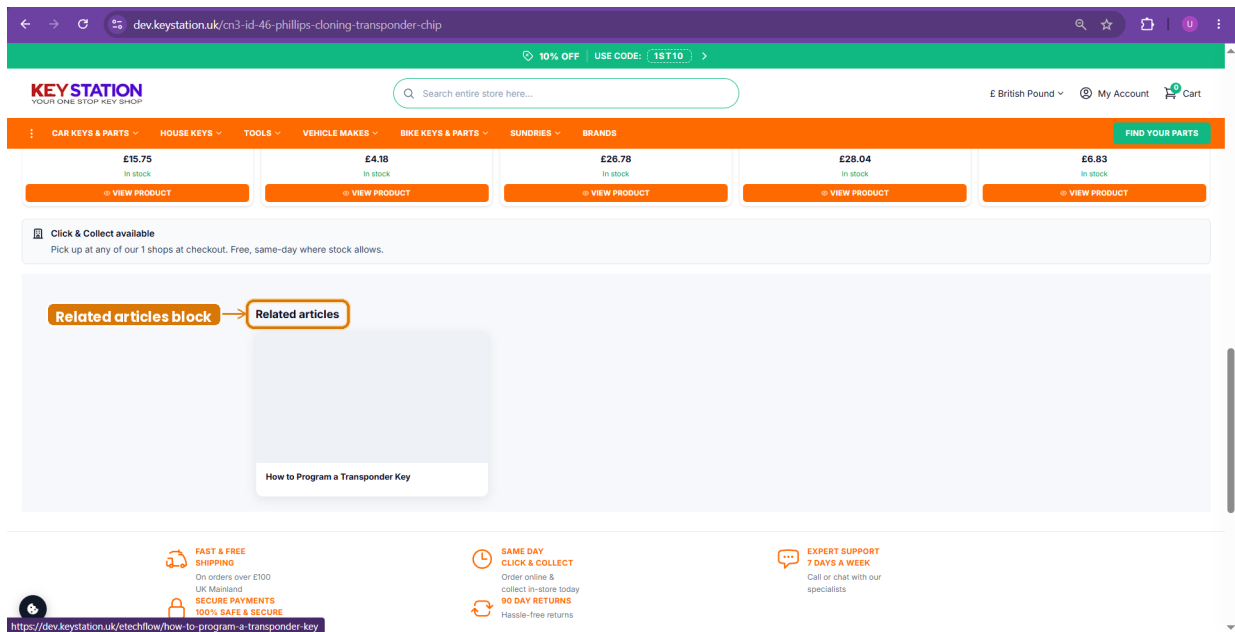 dev.keystation.uk/cn3-id-46-phillips-cloning-transponder-chip
U
10% OFF USE CODE: 1ST10
KEYSTATION
YOUR ONE STOP KEY SHOP
Search entire store here...
£ British Pound
My Account
0
Cart
CAR KEYS & PARTS HOUSE KEYS TOOLS VEHICLE MAKES BIKE KEYS & PARTS SUNDRIES BRANDS FIND YOUR PARTS
£15.75 £4.18 £26.78 £28.04 £6.83
In stock In stock In stock In stock In stock
VIEW PRODUCT VIEW PRODUCT VIEW PRODUCT VIEW PRODUCT VIEW PRODUCT
Click & Collect available
Pick up at any of our 1 shops at checkout. Free, same-day where stock allows.
Related articles block
Related articles
How to Program a Transponder Key
FAST & FREE
SHIPPING
On orders over £100
UK Mainland
SAME DAY
CLICK & COLLECT
Order online &
collect in-store today
EXPERT SUPPORT
7 DAYS A WEEK
Call or chat with our
specialists
SECURE PAYMENTS
100% SAFE & SECURE
90 DAY RETURNS
Hassle-free returns
https://dev.keystation.uk/etechflow/how-to-program-a-transponder-key